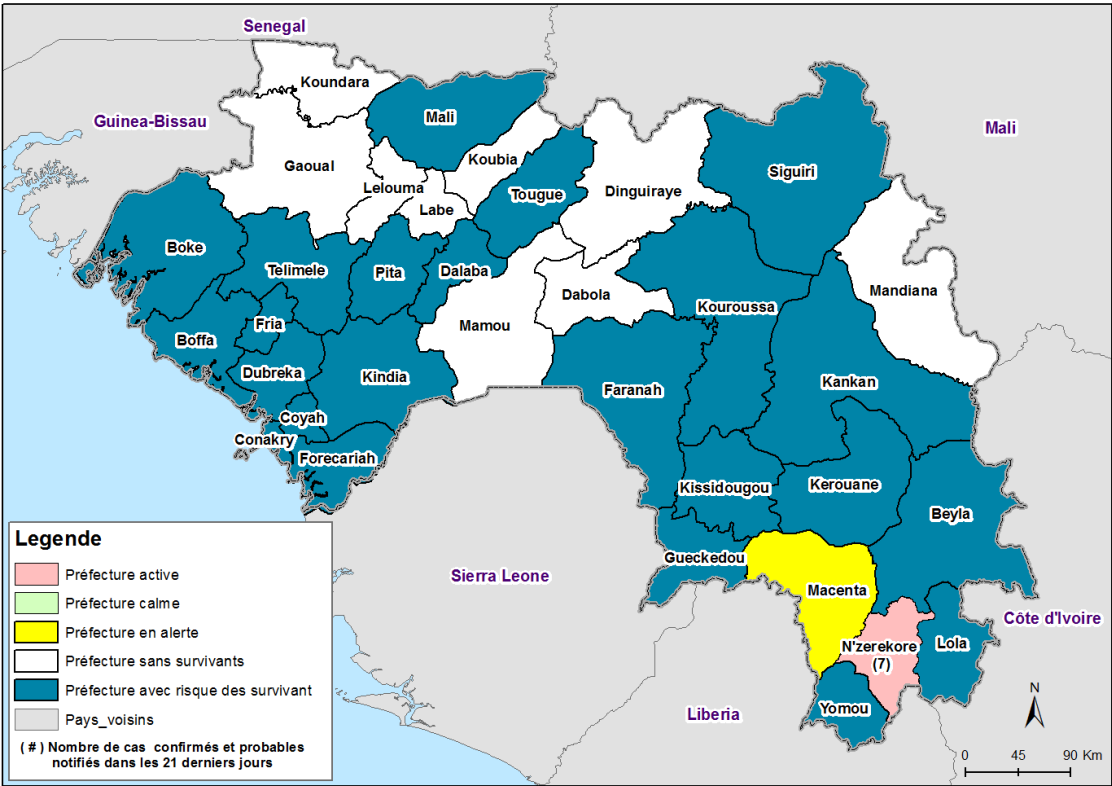 Senegal
Koundara
Guinea-Bissau
Mali
Mali
Koubia
Gaoual
Siguiri
Lelouma
Tougue
Dinguiraye
Labe
Boke
Telimele
Pita
Dalaba
Mandiana
Dabola
Kouroussa
Fria
Mamou
Boffa
Dubreka
Kindia
Kankan
Faranah
Coyah
Conakry
Forecariah
Kissidougou
Kerouane
Beyla
Gueckedou
Sierra Leone
Macenta
Côte d'Ivoire
N'zerekore
(7)
Lola
Yomou
Liberia
N
0 45 90 Km
Legende
Préfecture active
Préfecture calme
Préfecture en alerte
Préfecture sans survivants
Préfecture avec risque des survivant
Pays_voisins
( # ) Nombre de cas confirmés et probables
notifiés dans les 21 derniers jours